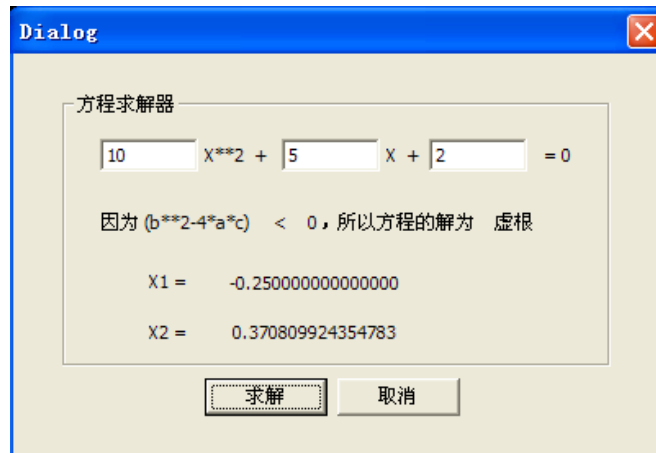 Dialog
方程求解器
10 X**2 + 5 X + 2 = 0
因为 (b**2-4*a*c) < 0，所以方程的解为 虚根
X1 = -0.250000000000000
X2 = 0.370809924354783
求解 取消